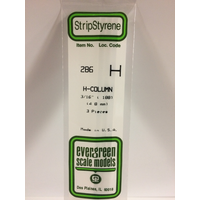 StripStyrene
Item No. Loc. Code
286 H
H-COLUMN
3/16" x .188"
(4.8 mm)
3 Pieces
Made in U.S.A.
evergreen
scale models
Des Plaines, IL 60018